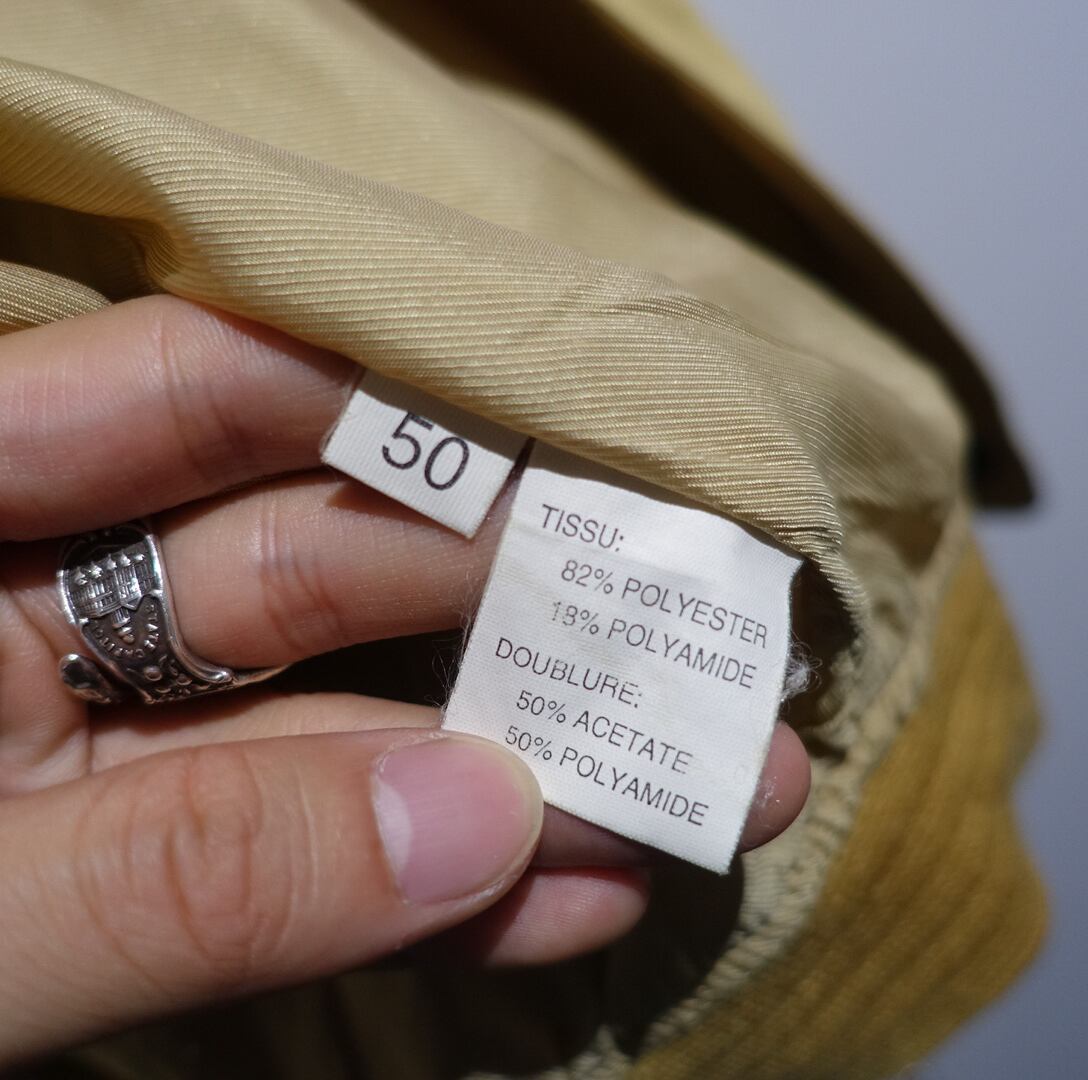 50
TISSU:
82% POLYESTER
18% POLYAMIDE
DOUBLURE:
50% ACETATE
50% POLYAMIDE